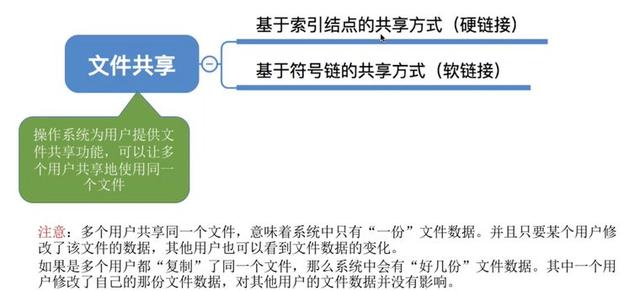 文件共享
基于索引结点的共享方式（硬链接）
基于符号链的共享方式（软链接）
操作系统为用户提供文
件共享功能，可以让多
个用户共享地使用同一
个文件
注意：多个用户共享同一个文件，意味着系统中只有“一份”文件数据。并且只要某个用户修
改了该文件的数据，其他用户也可以看到文件数据的变化。
如果是多个用户都“复制”了同一个文件，那么系统中会有“好几份”文件数据。其中一个用
户修改了自己的那份文件数据，对其他用户的文件数据并没有影响。